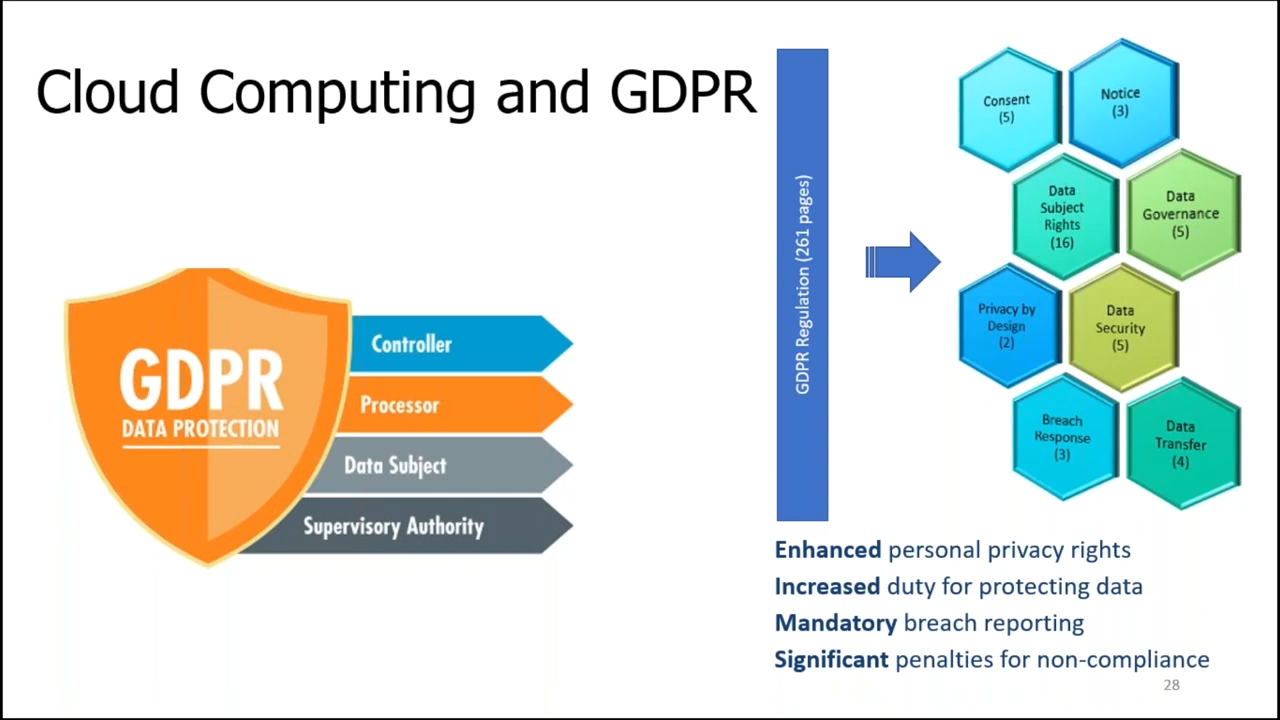 Cloud Computing and GDPR
GDPR
DATA PROTECTION
Controller
Processor
Data Subject
Supervisory Authority
GDPR Regulation (261 pages)
Consent
(5)
Notice
(3)
Data
Subject
Rights
(16)
Data
Governance
(5)
Privacy by
Design
(2)
Data
Security
(5)
Breach
Response
(3)
Data
Transfer
(4)
Enhanced personal privacy rights
Increased duty for protecting data
Mandatory breach reporting
Significant penalties for non-compliance
28